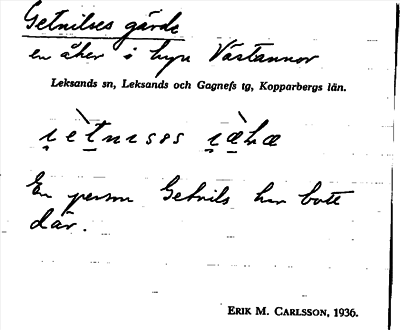 Getnilses gärde
en åker i byn Västannor
Leksands sn, Leksands och Gagnefs tg, Kopparbergs län.
En person Getnils har bott
där.
ERIK M. CARLSSON, 1936.